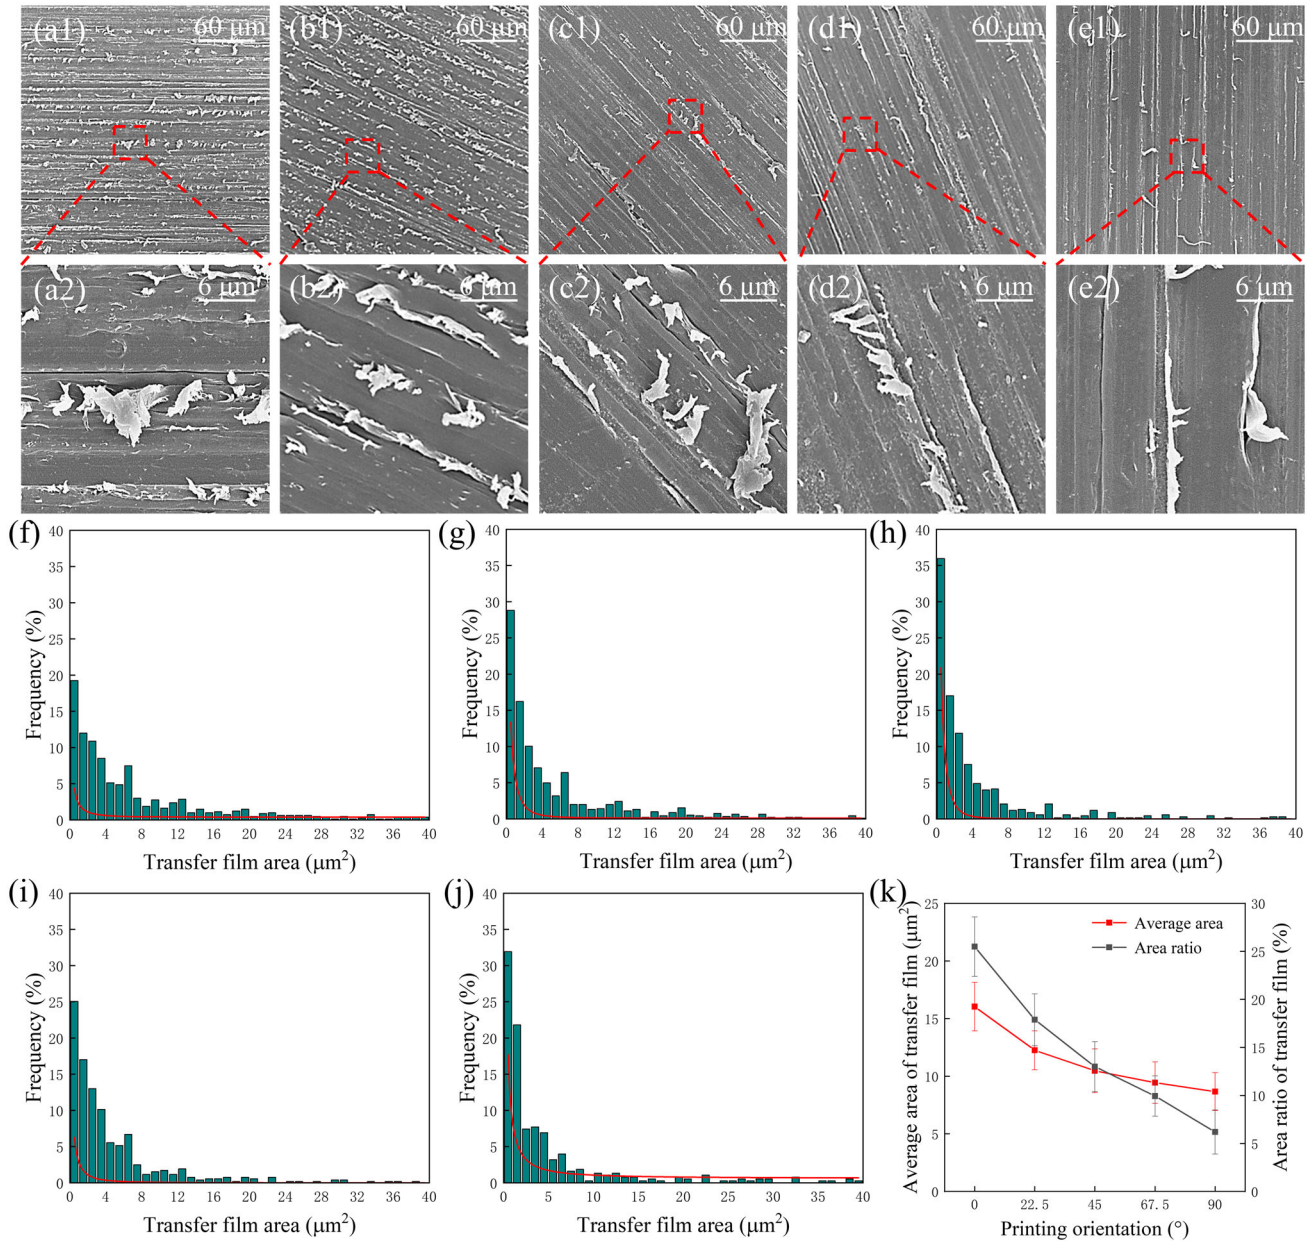 (a1) 60 μm
(b1) 60 μm
(c1) 60 μm
(d1) 60 μm
(e1) 60 μm
(a2) 6 μm
(b2) 6 μm
(c2) 6 μm
(d2) 6 μm
(e2) 6 μm
(f)
40
35
30
25
20
15
10
5
0
Frequency (%)
0 4 8 12 16 20 24 28 32 36 40
Transfer film area (μm²)
(g)
40
35
30
25
20
15
10
5
0
Frequency (%)
0 4 8 12 16 20 24 28 32 36 40
Transfer film area (μm²)
(h)
40
35
30
25
20
15
10
5
0
Frequency (%)
0 4 8 12 16 20 24 28 32 36 40
Transfer film area (μm²)
(i)
40
35
30
25
20
15
10
5
0
Frequency (%)
0 4 8 12 16 20 24 28 32 36 40
Transfer film area (μm²)
(j)
40
35
30
25
20
15
10
5
0
Frequency (%)
0 5 10 15 20 25 30 35 40
Transfer film area (μm²)
(k)
25
20
15
10
5
0
Average area of transfer film (μm²)
Average area
Area ratio
30
25
20
15
10
5
0
Area ratio of transfer film (%)
0 22.5 45 67.5 90
Printing orientation (°)